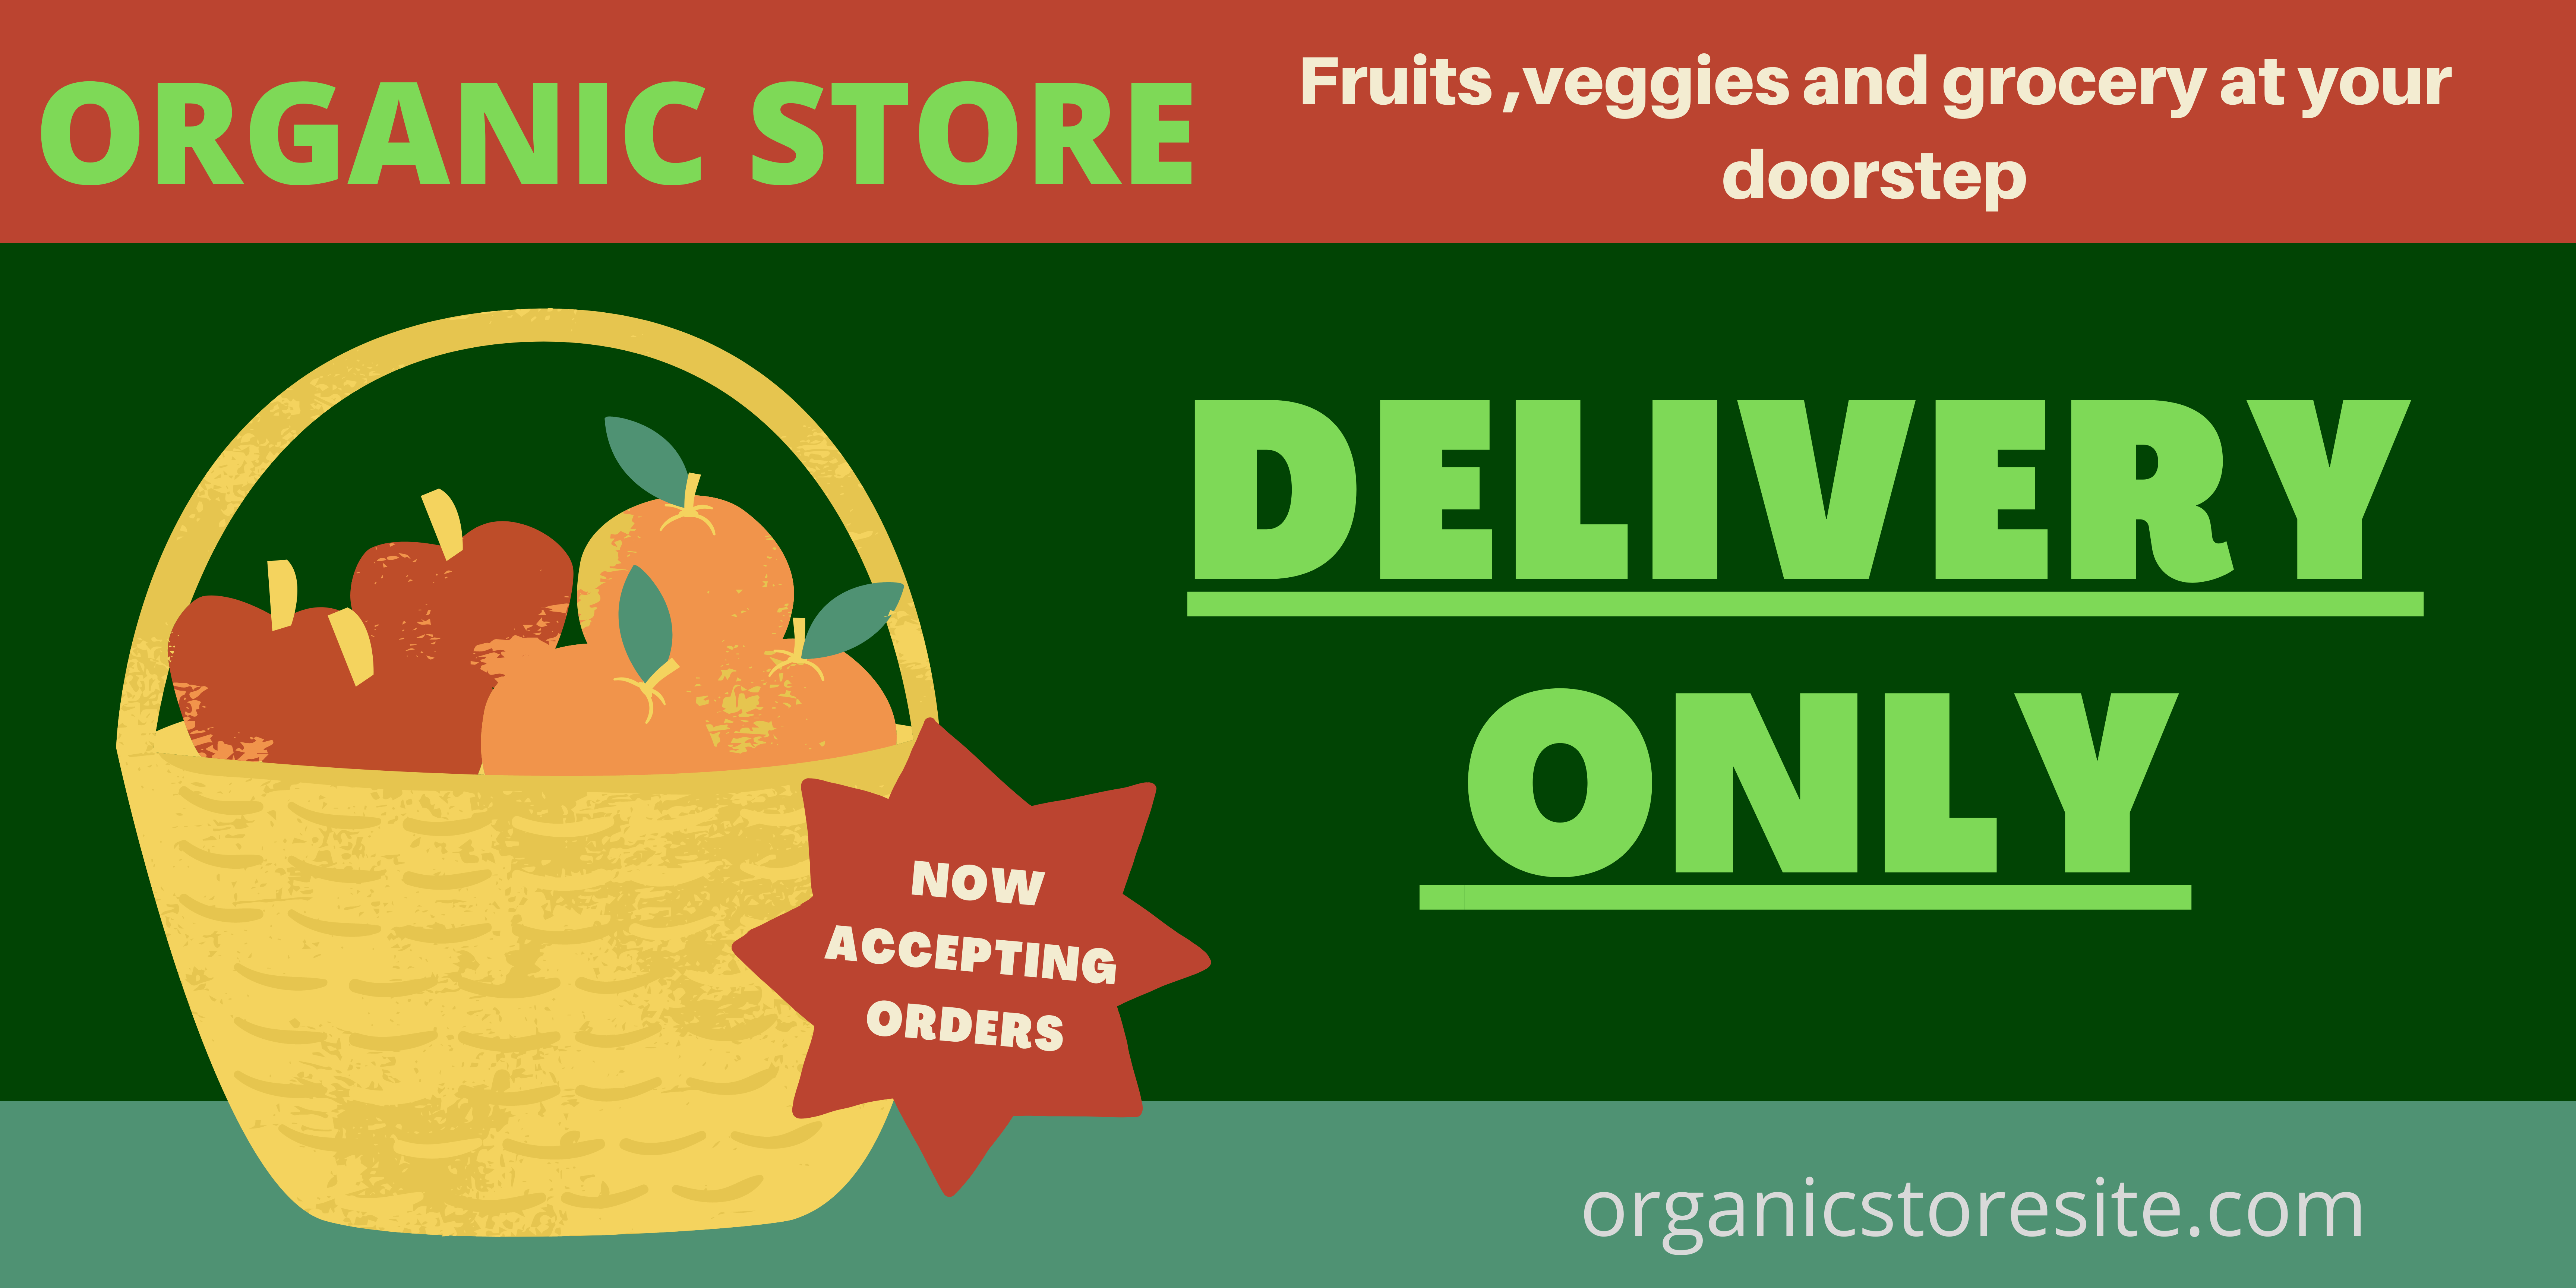 ORGANIC STORE
Fruits ,veggies and grocery at your
doorstep
DELIVERY
ONLY
NOW
ACCEPTING
ORDERS
organicstoresite.com